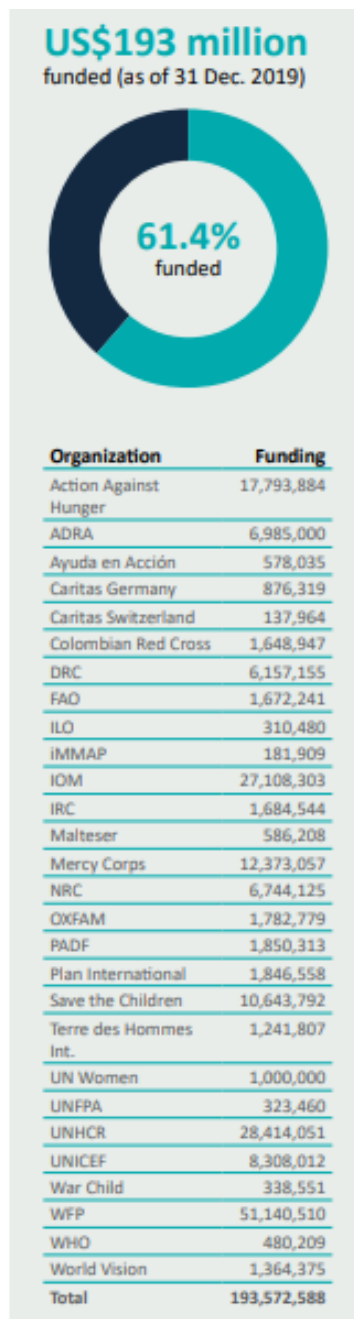 US$193 million
funded (as of 31 Dec. 2019)
61.4%
funded
Organization Funding
Action Against 17,793,884
Hunger
ADRA 6,985,000
Ayuda en Acción 578,035
Caritas Germany 876,319
Caritas Switzerland 137,964
Colombian Red Cross 1,648,947
DRC 6,157,155
FAO 1,672,241
ILO 310,480
iMMAP 181,909
IOM 27,108,303
IRC 1,684,544
Malteser 586,208
Mercy Corps 12,373,057
NRC 6,744,125
OXFAM 1,782,779
PADF 1,850,313
Plan International 1,846,558
Save the Children 10,643,792
Terre des Hommes 1,241,807
Int.
UN Women 1,000,000
UNFPA 323,460
UNHCR 28,414,051
UNICEF 8,308,012
War Child 338,551
WFP 51,140,510
WHO 480,209
World Vision 1,364,375
Total 193,572,588